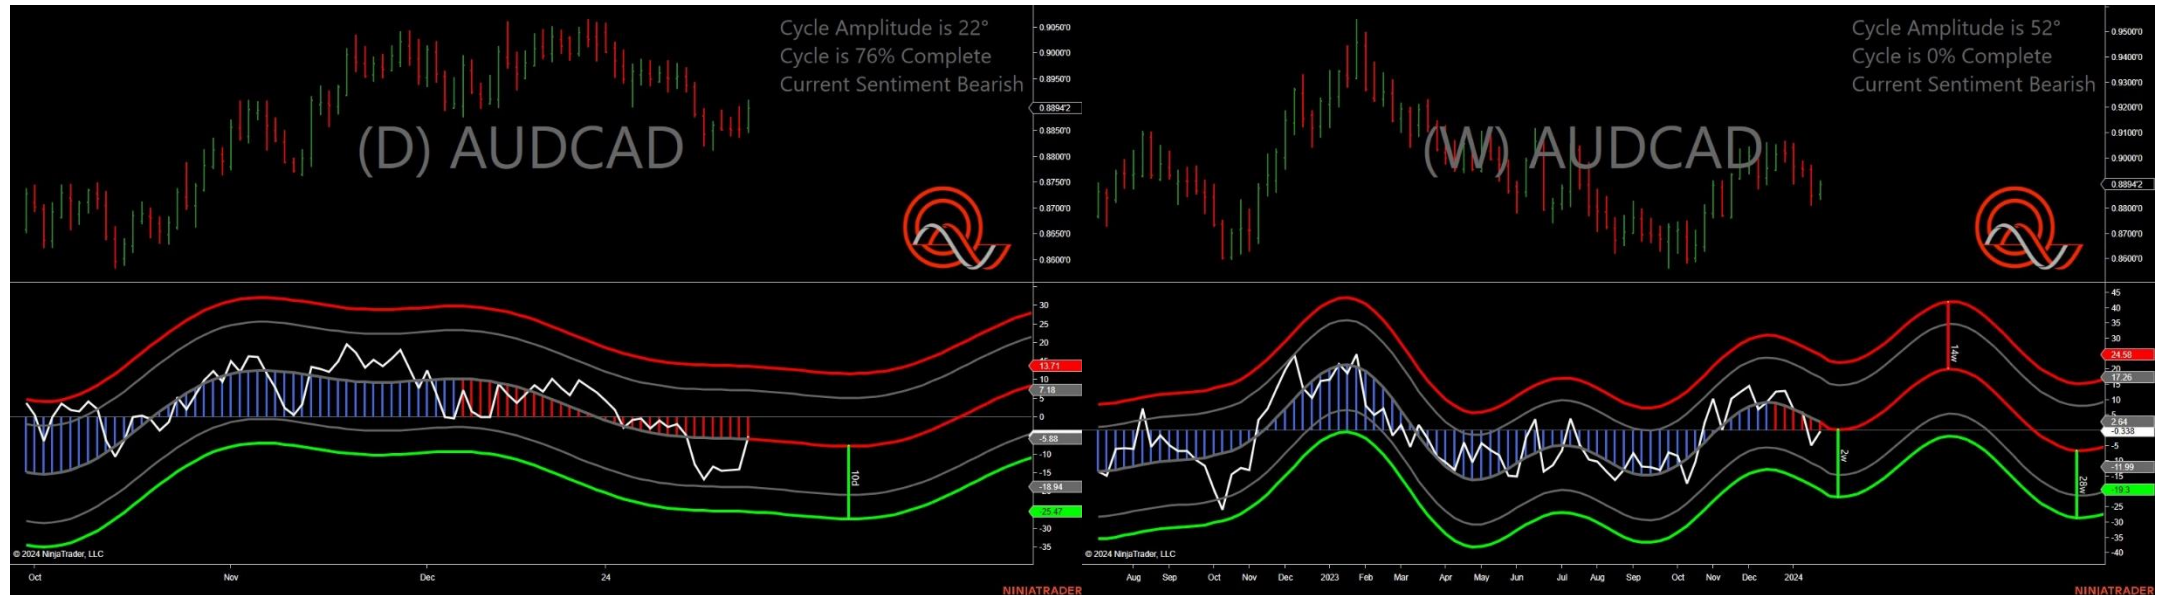 Cycle Amplitude is 22°
Cycle is 76% Complete
Current Sentiment Bearish
(D) AUDCAD
0.9050'0
0.9000'0
0.8950'0
0.8894'2
0.8850'0
0.8800'0
0.8750'0
0.8700'0
0.8650'0
0.8600'0
30
25
20
15
13.71
10
7.18
5
0
-5.88
-10
-15
-18.94
-25.47
-30
-35
10d
© 2024 NinjaTrader, LLC
Oct
Nov
Dec
24
NINJATRADER
Cycle Amplitude is 52°
Cycle is 0% Complete
Current Sentiment Bearish
(W) AUDCAD
0.9500'0
0.9400'0
0.9300'0
0.9200'0
0.9100'0
0.9000'0
0.8894'2
0.8800'0
0.8700'0
0.8600'0
45
40
35
30
24.58
20
17.26
15
10
5
2.64
-0.338
-5
-11.99
-15
-19.3
-25
-30
-35
-40
2w
14w
28w
© 2024 NinjaTrader, LLC
Aug
Sep
Oct
Nov
Dec
2023
Feb
Mar
Apr
May
Jun
Jul
Aug
Sep
Oct
Nov
Dec
2024
NINJATRADER